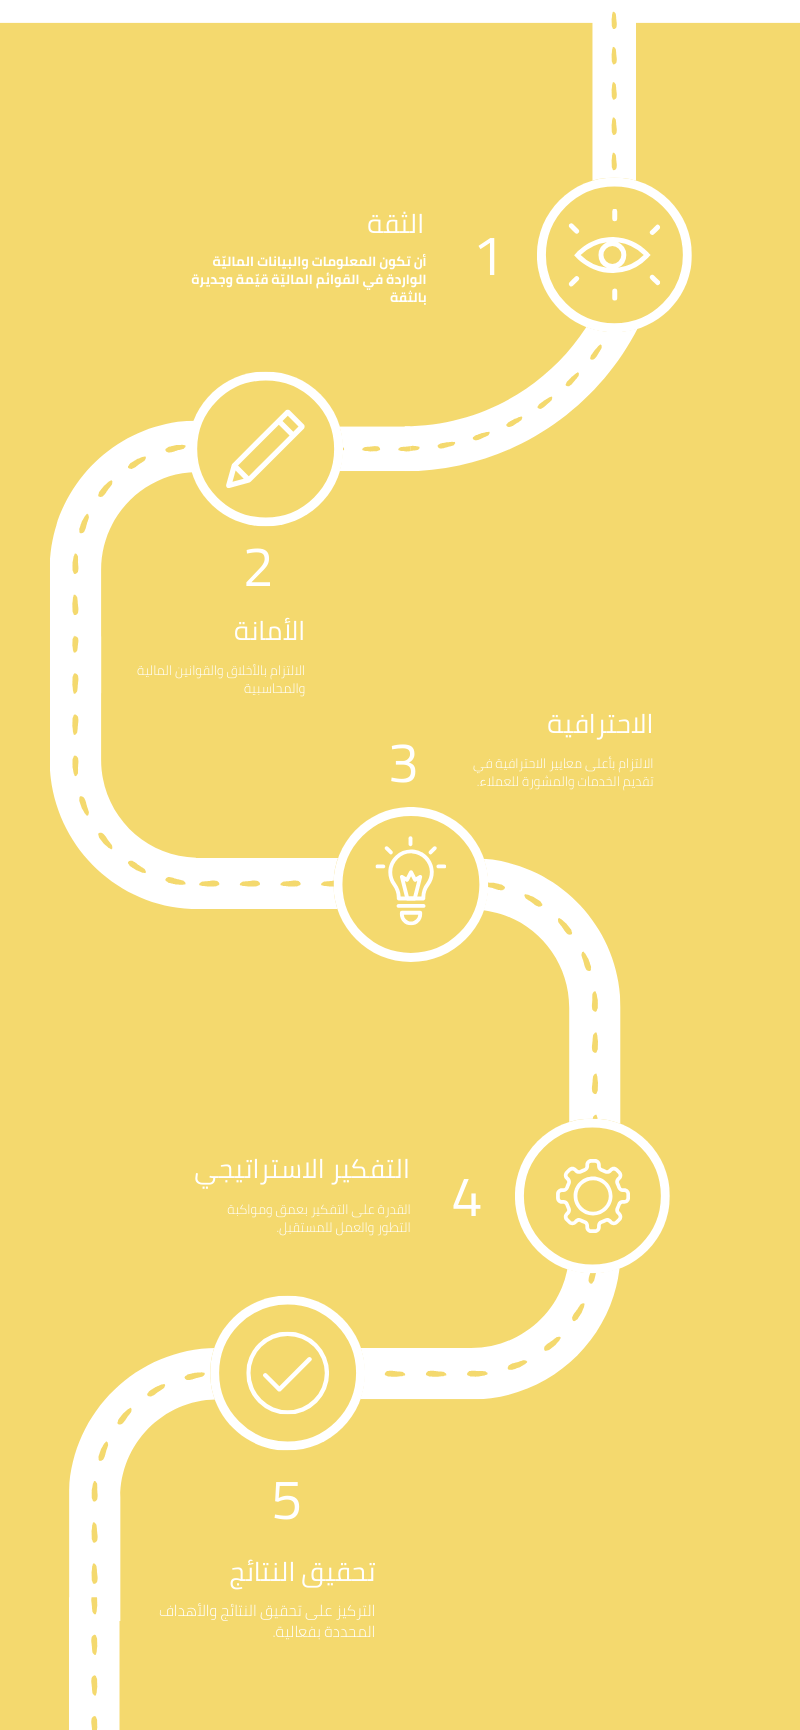 1
الثقة
أن تكون المعلومات والبيانات الماليّة
الواردة في القوائم الماليّة قيّمة وجديرة
بالثقة
2
الأمانة
الالتزام بالأخلاق والقوانين المالية
والمحاسبية
3
الاحترافية
الالتزام بأعلى معايير الاحترافية في
تقديم الخدمات والمشورة للعملاء.
4
التفكير الاستراتيجي
القدرة على التفكير بعمق ومواكبة
التطور والعمل للمستقبل.
5
تحقيق النتائج
التركيز على تحقيق النتائج والأهداف
المحددة بفعالية.